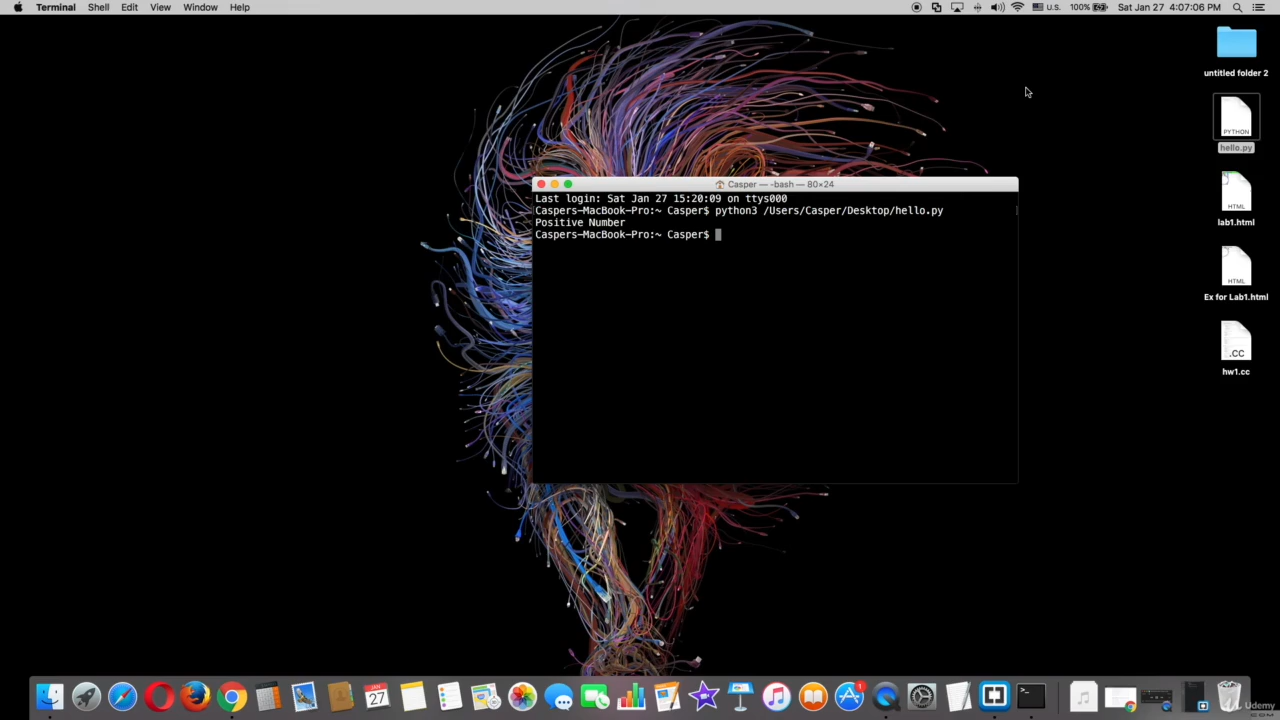 Terminal Shell Edit View Window Help U.S. 100% Sat Jan 27 4:07:06 PM
untitled folder 2
PYTHON
hello.py
Casper — -bash — 80×24
Last login: Sat Jan 27 15:20:09 on ttys000
Caspers-MacBook-Pro:~ Casper$ python3 /Users/Casper/Desktop/hello.py
Positive Number
Caspers-MacBook-Pro:~ Casper$
HTML
lab1.html
HTML
Ex for Lab1.html
.CC
hw1.cc
JAN
27
1
Udemy
.COM